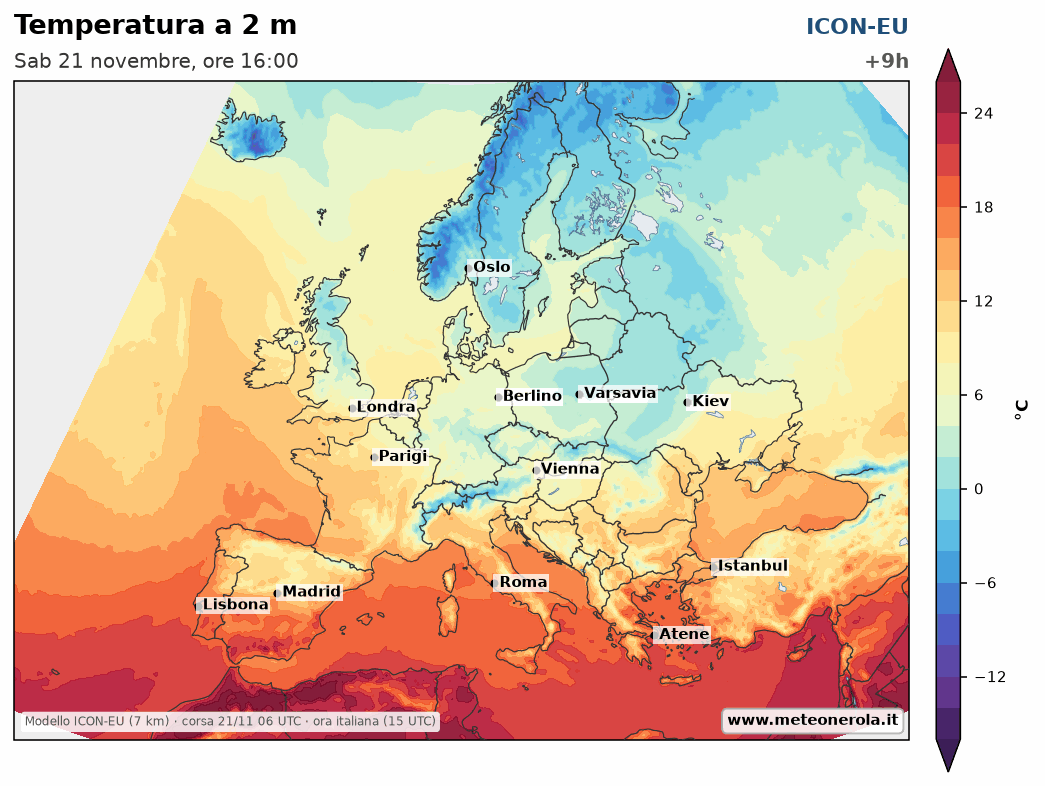 Temperatura a 2 m
ICON-EU
Sab 21 novembre, ore 16:00
+9h
24
18
12
6
0
−6
−12
°C
Oslo
Londra
Berlino
Varsavia
Kiev
Parigi
Vienna
Istanbul
Roma
Madrid
Lisbona
Atene
Modello ICON-EU (7 km) · corsa 21/11 06 UTC · ora italiana (15 UTC)
www.meteonerola.it